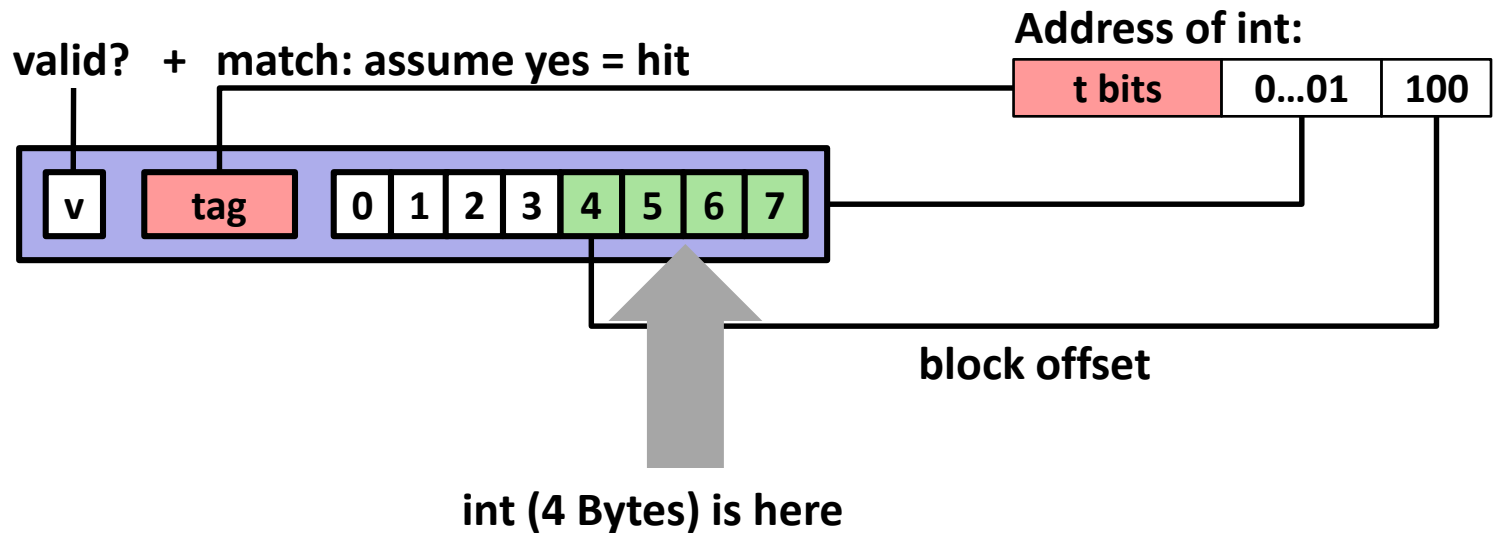 Address of int:
valid? + match: assume yes = hit
t bits 0...01 100
v tag 0 1 2 3 4 5 6 7
block offset
int (4 Bytes) is here